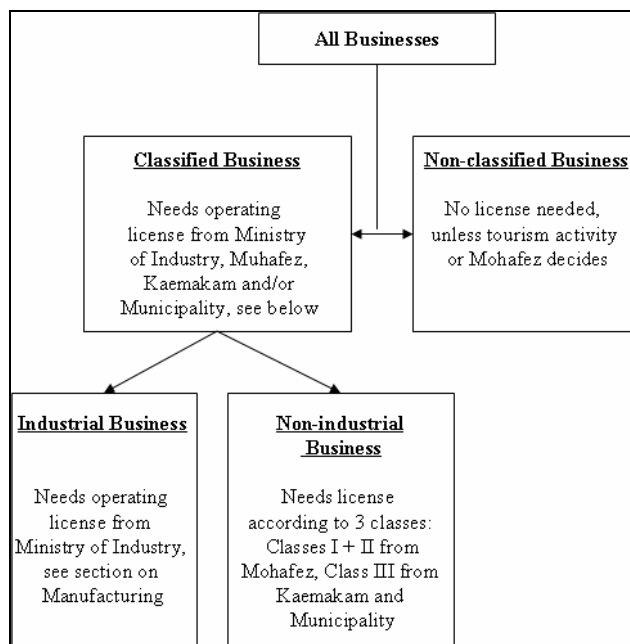 All Businesses
Classified Business
Needs operating
license from Ministry
of Industry, Muhafez,
Kaemakam and/or
Municipality, see below
Non-classified Business
No license needed,
unless tourism activity
or Mohafez decides
Industrial Business
Needs operating
license from
Ministry of Industry,
see section on
Manufacturing
Non-industrial
Business
Needs license
according to 3 classes:
Classes I + II from
Mohafez, Class III from
Kaemakam and
Municipality